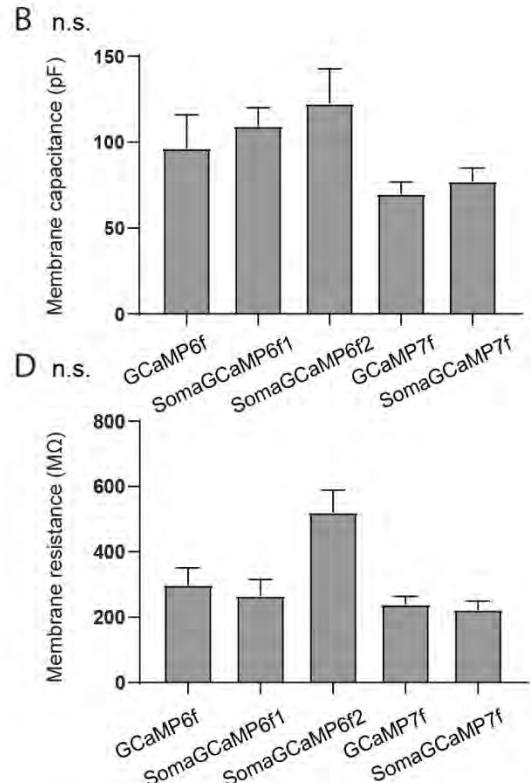 B n.s.
Membrane capacitance (pF)
150
100
50
0
GCaMP6f
SomaGCaMP6f1
SomaGCaMP6f2
GCaMP7f
SomaGCaMP7f
D n.s.
Membrane resistance (MΩ)
800
600
400
200
0
GCaMP6f
SomaGCaMP6f1
SomaGCaMP6f2
GCaMP7f
SomaGCaMP7f